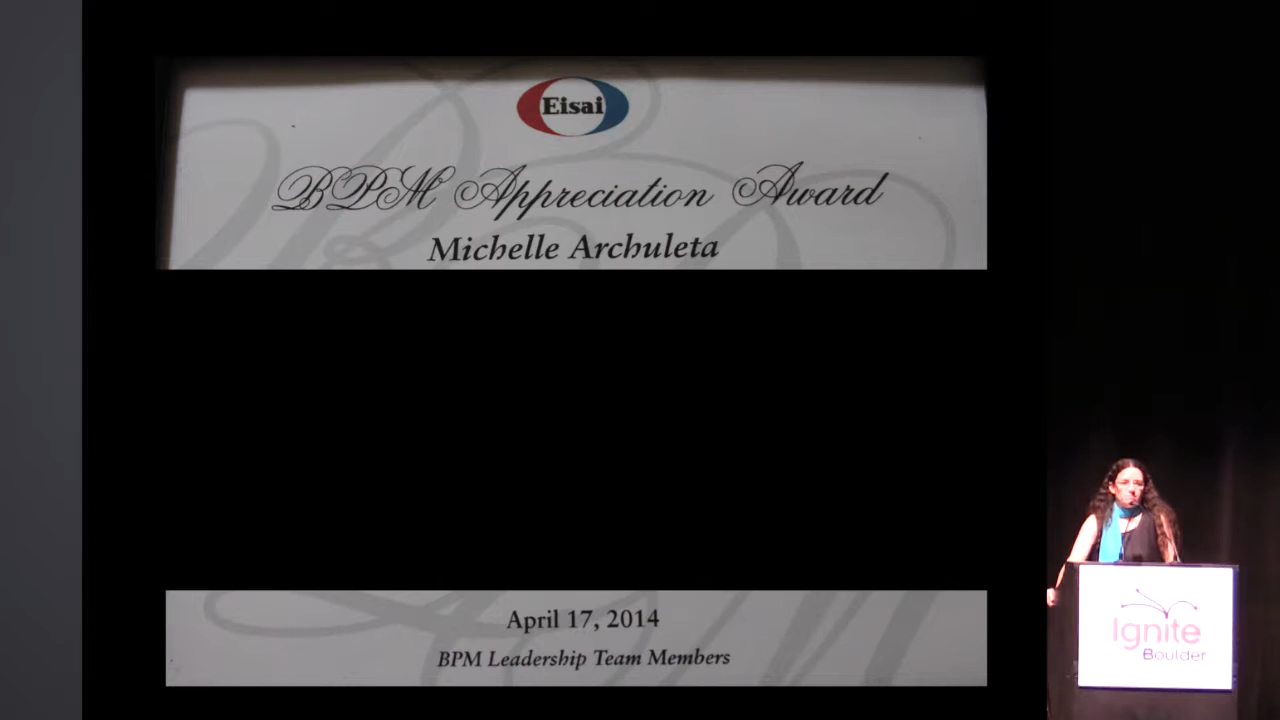 Eisai
BPM Appreciation Award
Michelle Archuleta
April 17, 2014
BPM Leadership Team Members
Ignite
Boulder